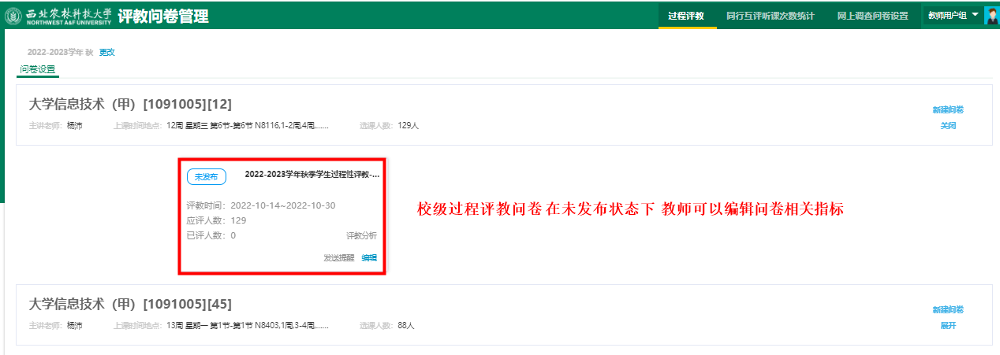 西北农林科技大学 评教问卷管理 过程评教 同行互评听课次数统计 网上调查问卷设置 教师用户组
NORTHWEST A&F UNIVERSITY
2022-2023学年 秋 更改
问卷设置
大学信息技术（甲）[1091005][12]
新建问卷
主讲老师： 杨沛 上课时间地点： 12周 星期三 第6节-第6节 N8116,1-2周,4周,...... 选课人数： 129人
关闭
未发布 2022-2023学年秋季学生过程性评教-...
评教时间：2022-10-14~2022-10-30
应评人数：129
已评人数：0 评教分析
发送提醒 编辑
校级过程评教问卷 在未发布状态下 教师可以编辑问卷相关指标
大学信息技术（甲）[1091005][45]
新建问卷
主讲老师： 杨沛 上课时间地点： 13周 星期一 第1节-第1节 N8403,1周,3-4周,...... 选课人数： 88人
展开